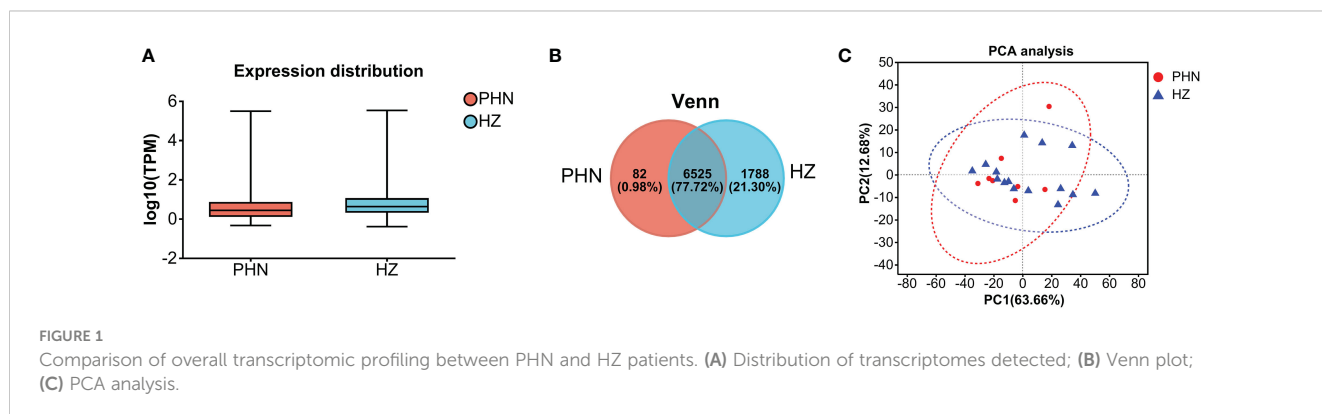 A
Expression distribution
PHN
HZ
log10(TPM)
6
4
2
0
-2
PHN
HZ
B
Venn
PHN
82
(0.98%)
6525
(77.72%)
1788
(21.30%)
HZ
C
PCA analysis
PHN
HZ
PC2(12.68%)
50
40
30
20
10
0
-10
-20
-30
-40
-80 -60 -40 -20 0 20 40 60 80
PC1(63.66%)
FIGURE 1
Comparison of overall transcriptomic profiling between PHN and HZ patients. (A) Distribution of transcriptomes detected; (B) Venn plot;
(C) PCA analysis.